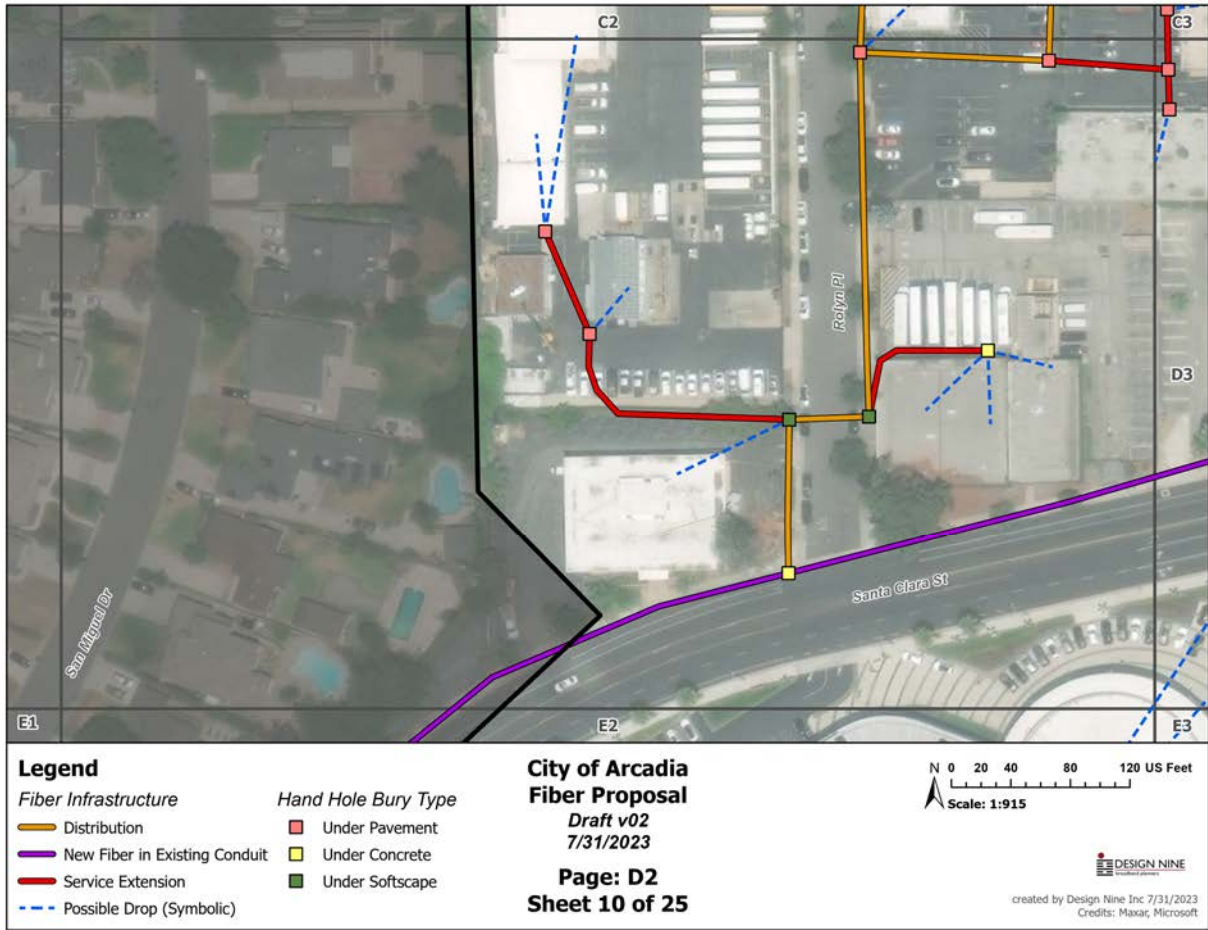 C2
C3
Rolyn Pl
D3
Santa Clara St
San Miguel Dr
E1
E2
E3
Legend
Fiber Infrastructure
Distribution
New Fiber in Existing Conduit
Service Extension
Possible Drop (Symbolic)
Hand Hole Bury Type
Under Pavement
Under Concrete
Under Softscape
City of Arcadia
Fiber Proposal
Draft v02
7/31/2023
Page: D2
Sheet 10 of 25
N 0 20 40 80 120 US Feet
Scale: 1:915
DESIGN NINE
broadband planners
created by Design Nine Inc 7/31/2023
Credits: Maxar, Microsoft